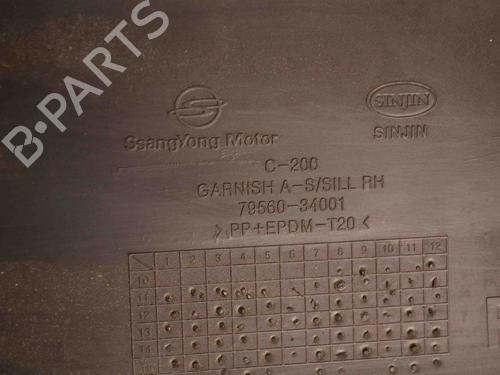 B·PARTS
SsangYong Motor
SINJIN
SINJIN
C-200
GARNISH A-S/SILL RH
79560-34001
>PP+EPDM-T20<
1 2 3 4 5 6 7 8 9 10 11 12
10
11
12
13
14